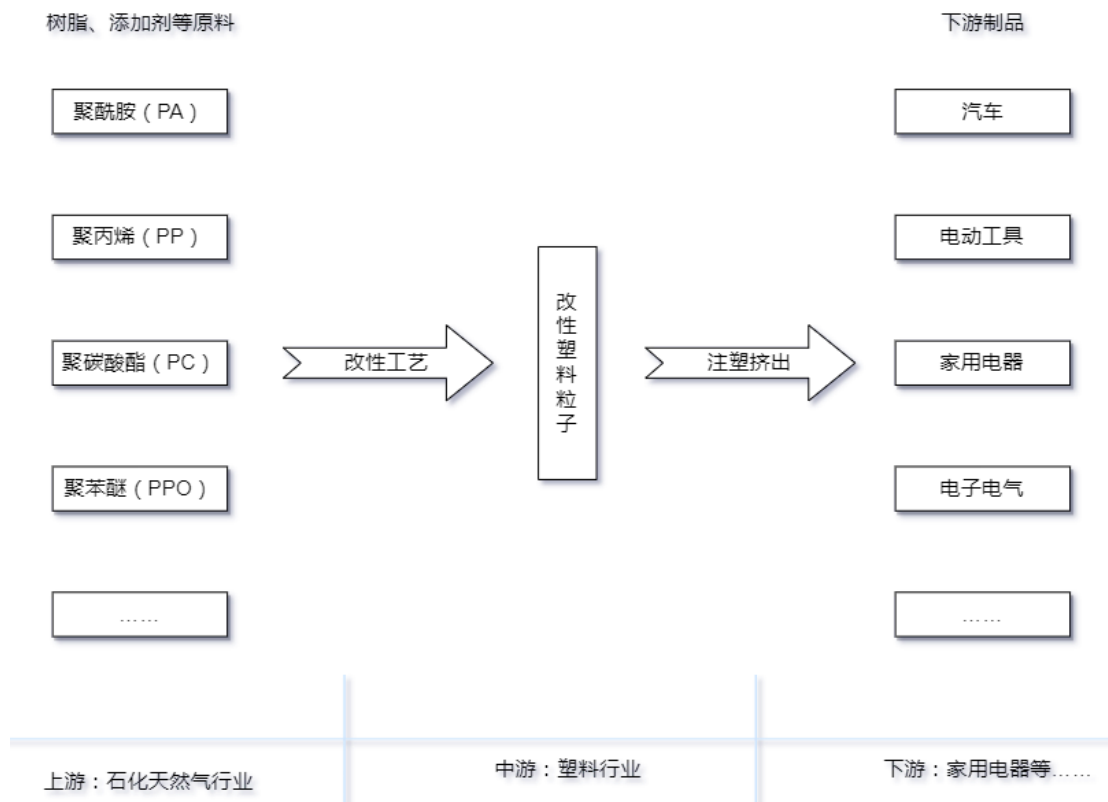 树脂、添加剂等原料
下游制品
聚酰胺（PA）
汽车
聚丙烯（PP）
电动工具
聚碳酸酯（PC）
改性工艺
改性塑料粒子
注塑挤出
家用电器
聚苯醚（PPO）
电子电气
……
……
上游：石化天然气行业
中游：塑料行业
下游：家用电器等……